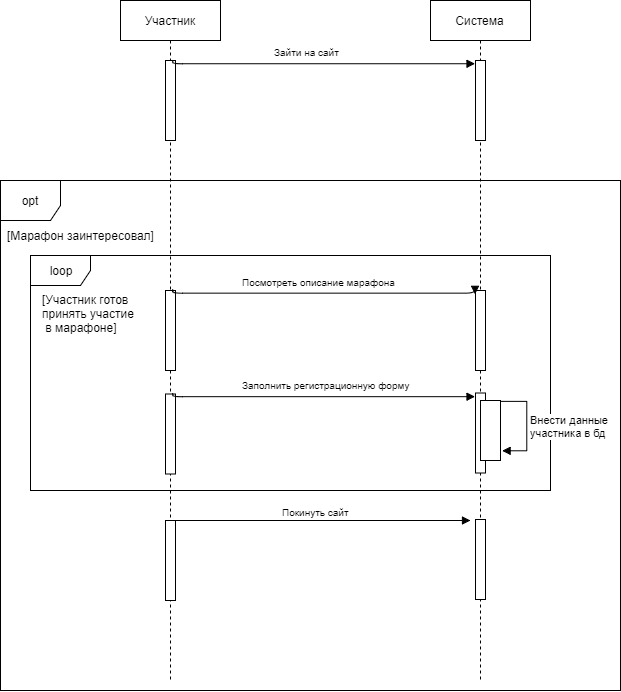 Участник
Система
Зайти на сайт
opt
[Марафон заинтересовал]
loop
Посмотреть описание марафона
[Участник готов
принять участие
в марафоне]
Заполнить регистрационную форму
Внести данные
участника в бд
Покинуть сайт